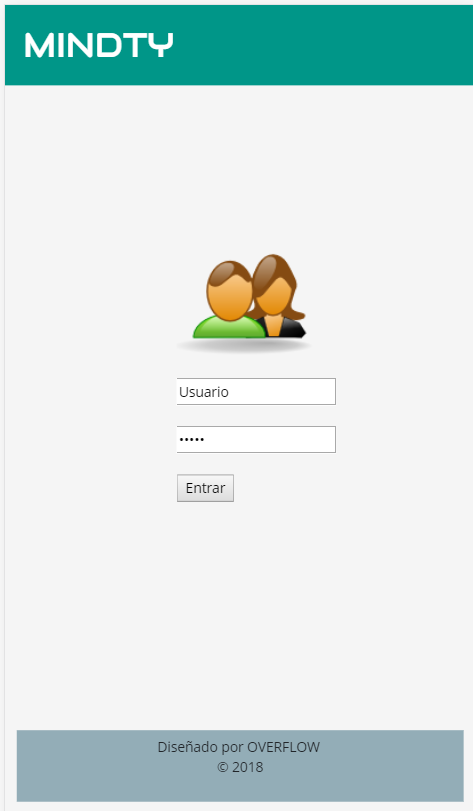 MINDTY
Usuario
•••••
Entrar
Diseñado por OVERFLOW
© 2018